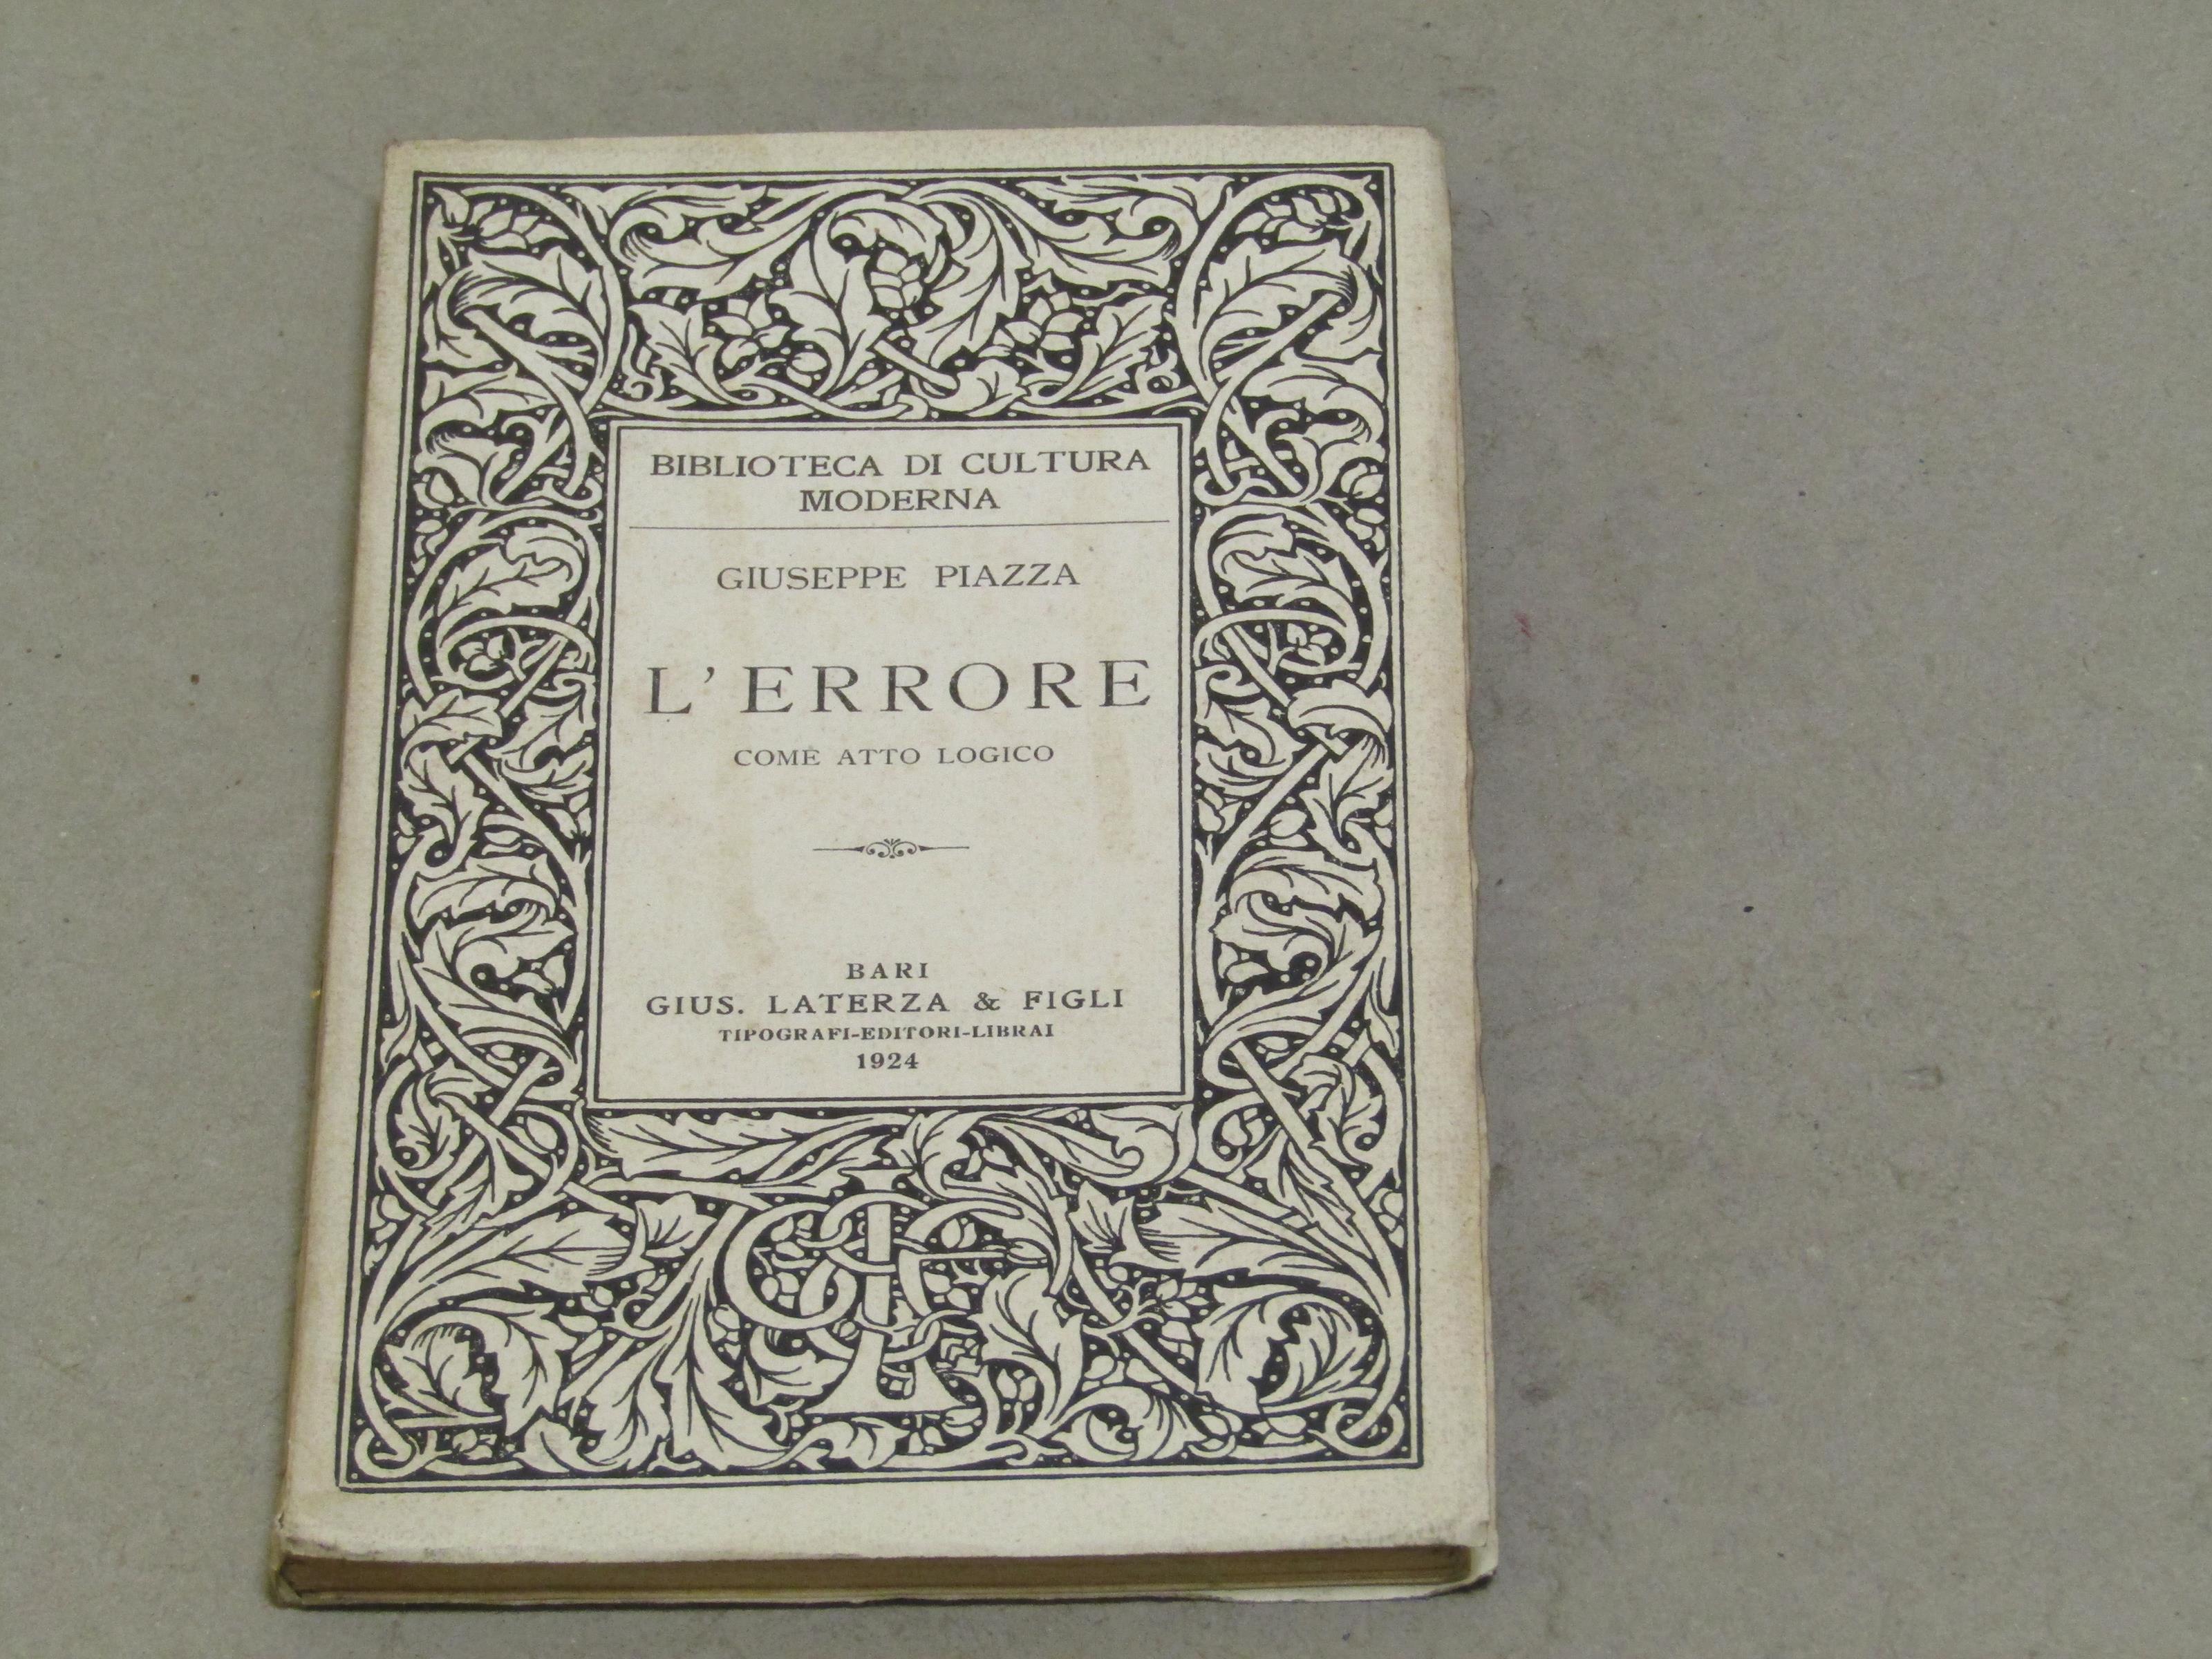 BIBLIOTECA DI CULTURA
MODERNA
GIUSEPPE PIAZZA
L'ERRORE
COME ATTO LOGICO
BARI
GIUS. LATERZA & FIGLI
TIPOGRAFI-EDITORI-LIBRAI
1924